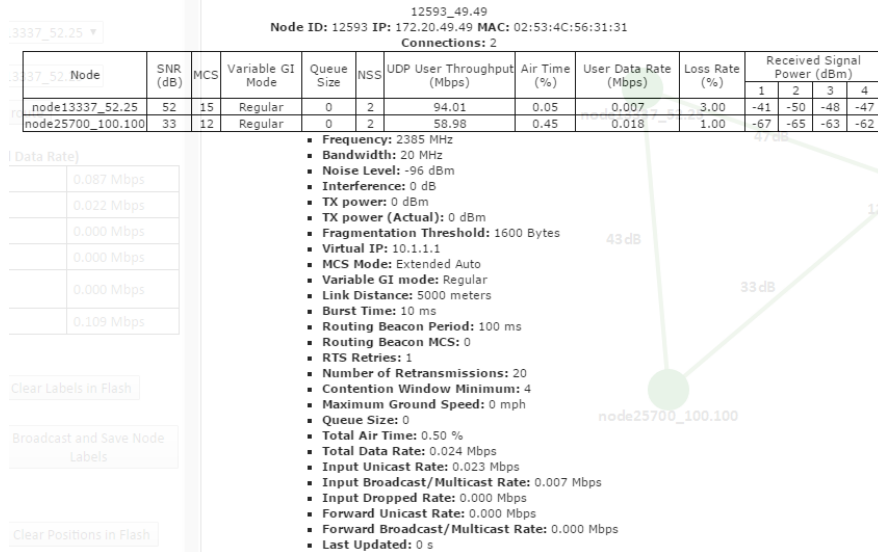 12593_49.49
Node ID: 12593 IP: 172.20.49.49 MAC: 02:53:4C:56:31:31
Connections: 2
Node SNR (dB) MCS Variable GI Mode Queue Size NSS UDP User Throughput (Mbps) Air Time (%) User Data Rate (Mbps) Loss Rate (%) Received Signal Power (dBm)
1 2 3 4
node13337_52.25 52 15 Regular 0 2 94.01 0.05 0.007 3.00 -41 -50 -48 -47
node25700_100.100 33 12 Regular 0 2 58.98 0.45 0.018 1.00 -67 -65 -63 -62
▪ Frequency: 2385 MHz
▪ Bandwidth: 20 MHz
▪ Noise Level: -96 dBm
▪ Interference: 0 dB
▪ TX power: 0 dBm
▪ TX power (Actual): 0 dBm
▪ Fragmentation Threshold: 1600 Bytes
▪ Virtual IP: 10.1.1.1
▪ MCS Mode: Extended Auto
▪ Variable GI mode: Regular
▪ Link Distance: 5000 meters
▪ Burst Time: 10 ms
▪ Routing Beacon Period: 100 ms
▪ Routing Beacon MCS: 0
▪ RTS Retries: 1
▪ Number of Retransmissions: 20
▪ Contention Window Minimum: 4
▪ Maximum Ground Speed: 0 mph
▪ Queue Size: 0
▪ Total Air Time: 0.50 %
▪ Total Data Rate: 0.024 Mbps
▪ Input Unicast Rate: 0.023 Mbps
▪ Input Broadcast/Multicast Rate: 0.007 Mbps
▪ Input Dropped Rate: 0.000 Mbps
▪ Forward Unicast Rate: 0.000 Mbps
▪ Forward Broadcast/Multicast Rate: 0.000 Mbps
▪ Last Updated: 0 s
.3337_52.25
Data Rate)
0.087 Mbps
0.022 Mbps
0.000 Mbps
0.000 Mbps
0.000 Mbps
0.109 Mbps
Clear Labels in Flash
Broadcast and Save Node
Labels
Clear Positions in Flash
47dB
43dB
33dB
node25700_100.100